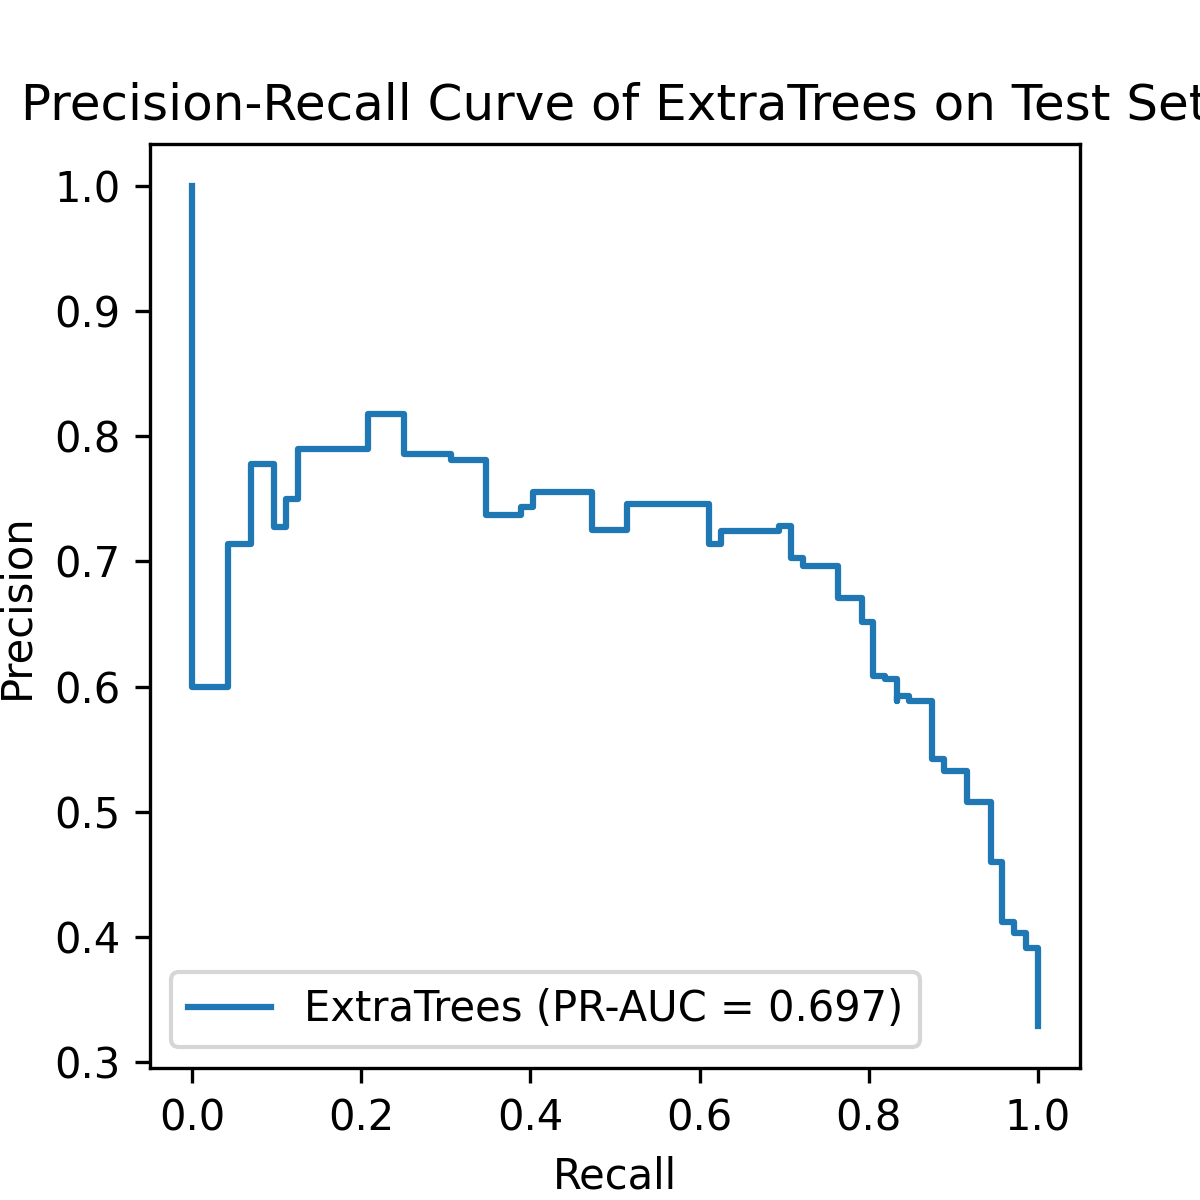 Precision-Recall Curve of ExtraTrees on Test Set
1.0
0.9
0.8
0.7
0.6
0.5
0.4
0.3
Precision
ExtraTrees (PR-AUC = 0.697)
0.0 0.2 0.4 0.6 0.8 1.0
Recall